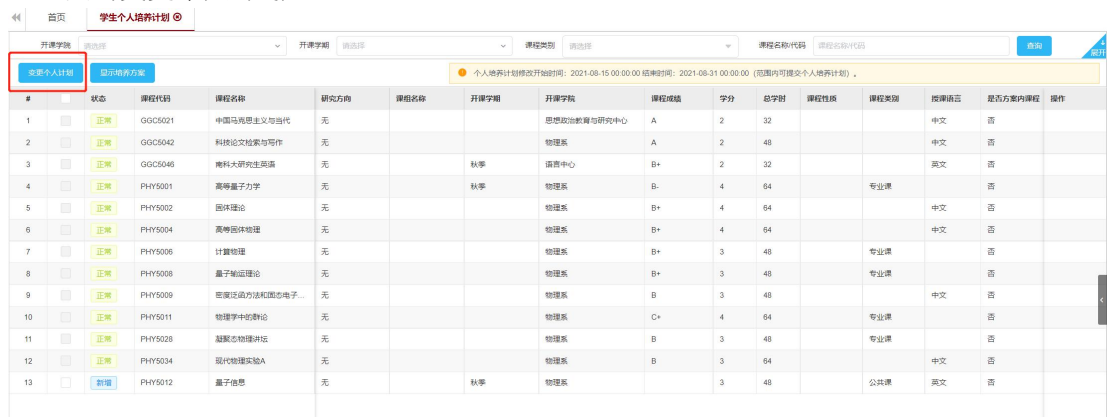 首页 学生个人培养计划
开课学院 请选择 开课学期 请选择 课程类别 请选择 课程名称/代码 课程名称/代码 查询 展开
变更个人计划 显示培养方案 个人培养计划修改开始时间：2021-08-15 00:00:00 结束时间：2021-08-31 00:00:00（范围内可提交个人培养计划）。
# 状态 课程代码 课程名称 研究方向 课组名称 开课学期 开课学院 课程成绩 学分 总学时 课程性质 课程类别 授课语言 是否方案内课程 操作
1 正常 GGC5021 中国马克思主义与当代 无 思想政治教育与研究中心 A 2 32 中文 否
2 正常 GGC5042 科技论文检索与写作 无 物理系 A 2 48 中文 否
3 正常 GGC5046 南科大研究生英语 无 秋季 语言中心 B+ 2 32 英文 否
4 正常 PHY5001 高等量子力学 无 秋季 物理系 B- 4 64 专业课 否
5 正常 PHY5002 固体理论 无 物理系 B+ 4 64 中文 否
6 正常 PHY5004 高等固体物理 无 物理系 B+ 4 64 中文 否
7 正常 PHY5006 计算物理 无 物理系 B+ 3 48 专业课 否
8 正常 PHY5008 量子输运理论 无 物理系 B+ 3 48 专业课 否
9 正常 PHY5009 密度泛函方法和固态电子... 无 物理系 B 3 48 中文 否
10 正常 PHY5011 物理学中的群论 无 物理系 C+ 4 64 专业课 否
11 正常 PHY5028 凝聚态物理讲坛 无 物理系 B 3 48 专业课 否
12 正常 PHY5034 现代物理实验A 无 物理系 B 3 64 中文 否
13 新增 PHY5012 量子信息 无 秋季 物理系 3 48 公共课 英文 否